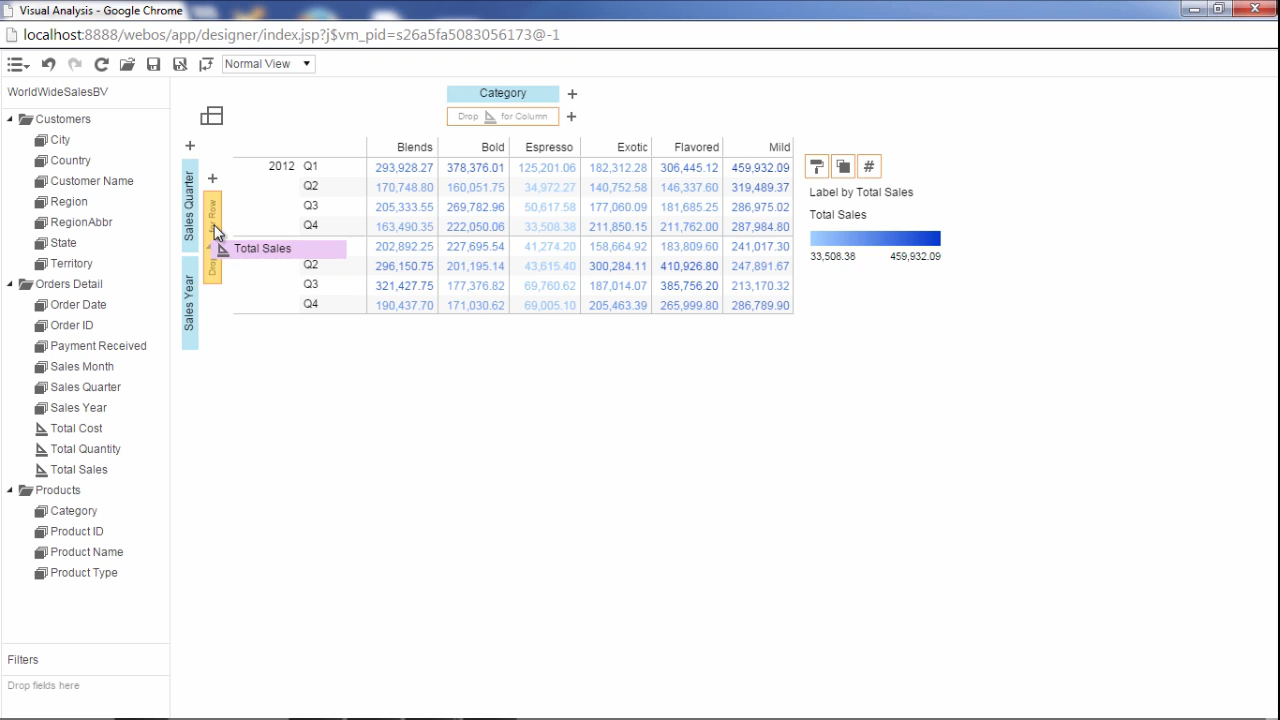 Visual Analysis - Google Chrome
localhost:8888/webos/app/designer/index.jsp?j$vm_pid=s26a5fa5083056173@-1
Normal View
WorldWideSalesBV
Customers
City
Country
Customer Name
Region
RegionAbbr
State
Territory
Orders Detail
Order Date
Order ID
Payment Received
Sales Month
Sales Quarter
Sales Year
Total Cost
Total Quantity
Total Sales
Products
Category
Product ID
Product Name
Product Type
Filters
Drop fields here
Category
Drop for Column
Sales Quarter
Sales Year
Row
Total Sales
Blends Bold Espresso Exotic Flavored Mild
2012 Q1 293,928.27 378,376.01 125,201.06 182,312.28 306,445.12 459,932.09
Q2 170,748.80 160,051.75 34,972.27 140,752.58 146,337.60 319,489.37
Q3 205,333.55 269,782.96 50,617.58 177,060.09 181,685.25 286,975.02
Q4 163,490.35 222,050.06 33,508.38 211,850.15 211,762.00 287,984.80
202,892.25 227,695.54 41,274.20 158,664.92 183,809.60 241,017.30
Q2 296,150.75 201,195.14 43,615.40 300,284.11 410,926.80 247,891.67
Q3 321,427.75 177,376.82 69,760.62 187,014.07 385,756.20 213,170.32
Q4 190,437.70 171,030.62 69,005.10 205,463.39 265,999.80 286,789.90
#
Label by Total Sales
Total Sales
33,508.38 459,932.09